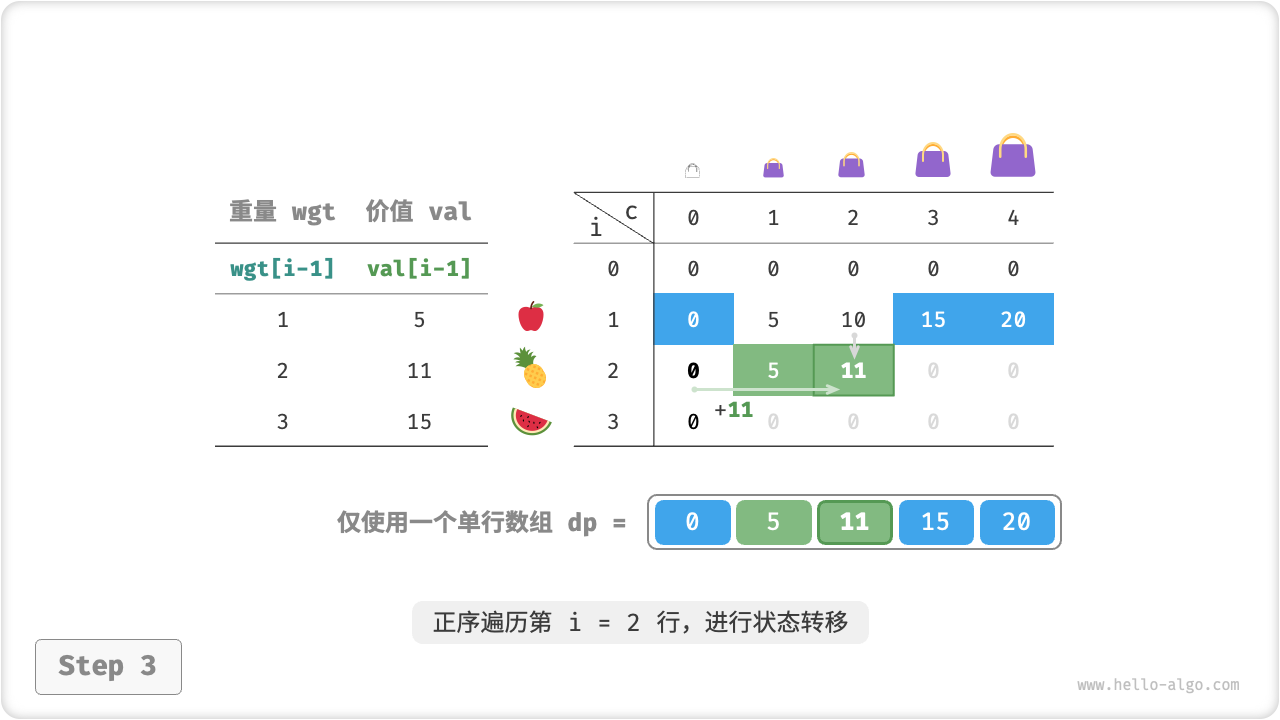 重量 wgt 价值 val
wgt[i-1] val[i-1]
1 5
2 11
3 15
i c 0 1 2 3 4
0 0 0 0 0 0
1 0 5 10 15 20
2 0 5 11 0 0
+11
3 0 0 0 0 0
仅使用一个单行数组 dp = 0 5 11 15 20
正序遍历第 i = 2 行，进行状态转移
Step 3
www.hello-algo.com